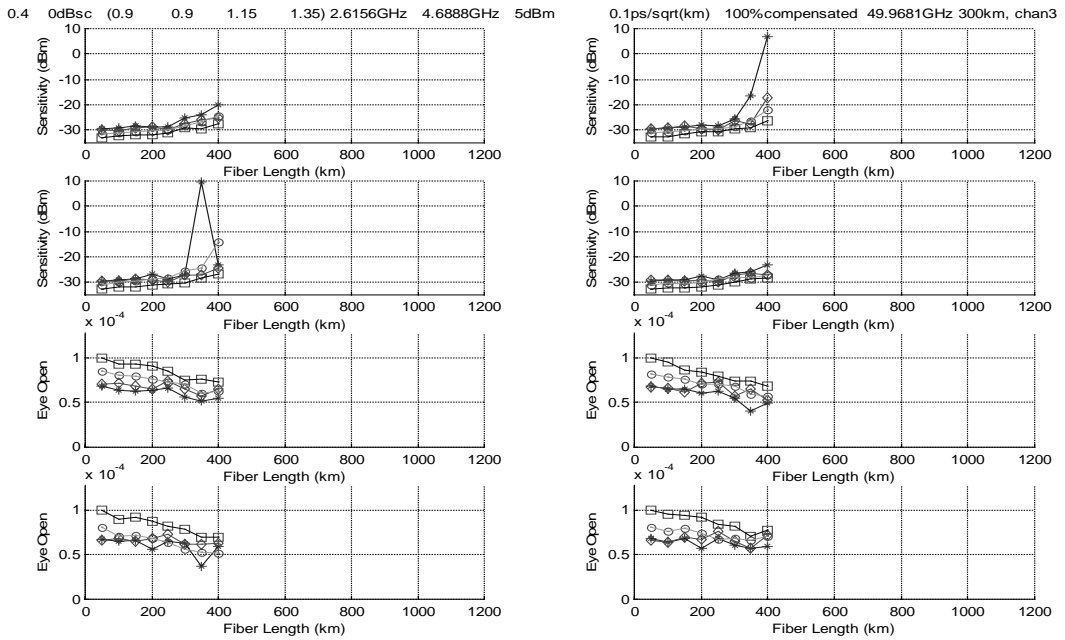 0.4 0dBsc (0.9 0.9 1.15 1.35) 2.6156GHz 4.6888GHz 5dBm 0.1ps/sqrt(km) 100%compensated 49.9681GHz 300km, chan3
10
0
-10
-20
-30
Sensitivity (dBm)
0 200 400 600 800 1000 1200
Fiber Length (km)
10
0
-10
-20
-30
Sensitivity (dBm)
0 200 400 600 800 1000 1200
Fiber Length (km)
10
0
-10
-20
-30
Sensitivity (dBm)
0 200 400 600 800 1000 1200
Fiber Length (km)
10
0
-10
-20
-30
Sensitivity (dBm)
0 200 400 600 800 1000 1200
Fiber Length (km)
x 10^-4
1
0.5
0
Eye Open
0 200 400 600 800 1000 1200
Fiber Length (km)
x 10^-4
1
0.5
0
Eye Open
0 200 400 600 800 1000 1200
Fiber Length (km)
x 10^-4
1
0.5
0
Eye Open
0 200 400 600 800 1000 1200
Fiber Length (km)
x 10^-4
1
0.5
0
Eye Open
0 200 400 600 800 1000 1200
Fiber Length (km)